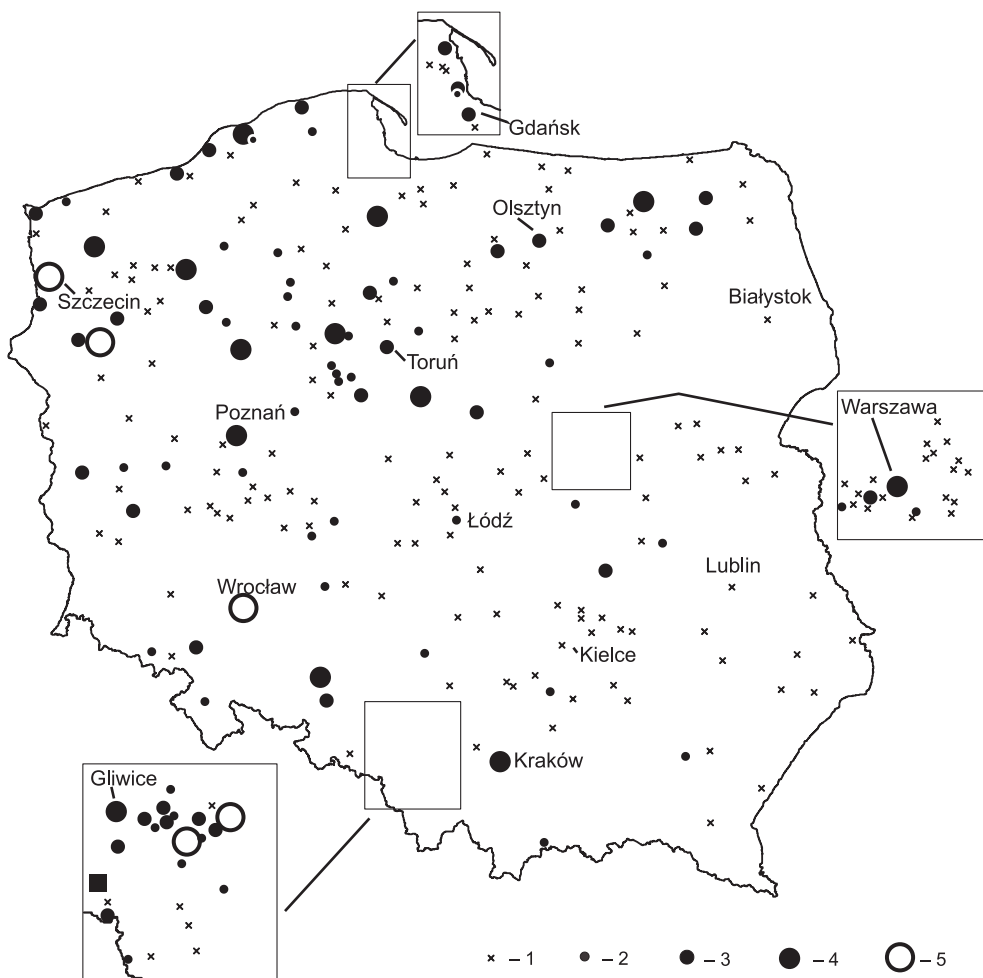 Gdańsk
Olsztyn
Szczecin
Białystok
Toruń
Warszawa
Poznań
Łódź
Lublin
Wrocław
Kielce
Kraków
Gliwice
– 1 – 2 – 3 – 4 – 5